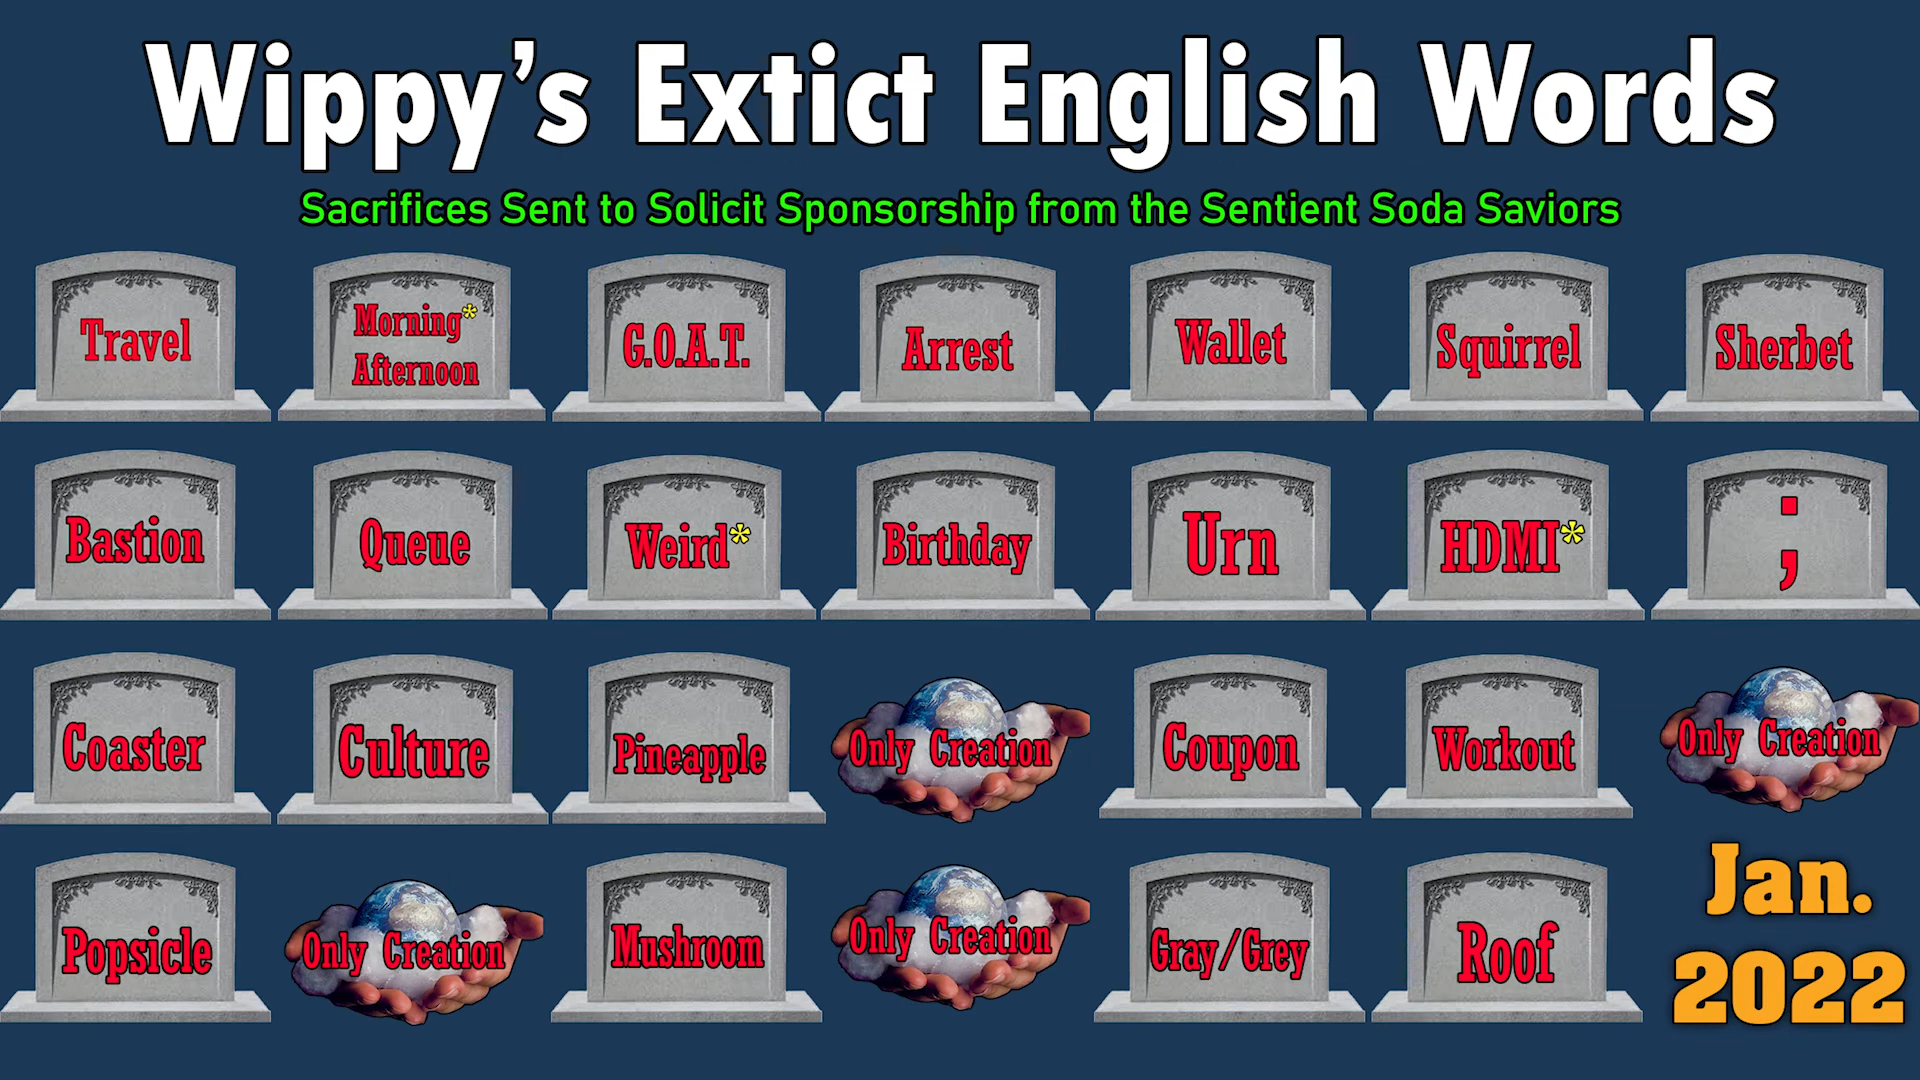 Wippy's Extict English Words
Sacrifices Sent to Solicit Sponsorship from the Sentient Soda Saviors
Travel
Morning*
Afternoon
G.O.A.T.
Arrest
Wallet
Squirrel
Sherbet
Bastion
Queue
Weird*
Birthday
Urn
HDMI*
;
Coaster
Culture
Pineapple
Only Creation
Coupon
Workout
Only Creation
Popsicle
Only Creation
Mushroom
Only Creation
Gray/Grey
Roof
Jan.
2022